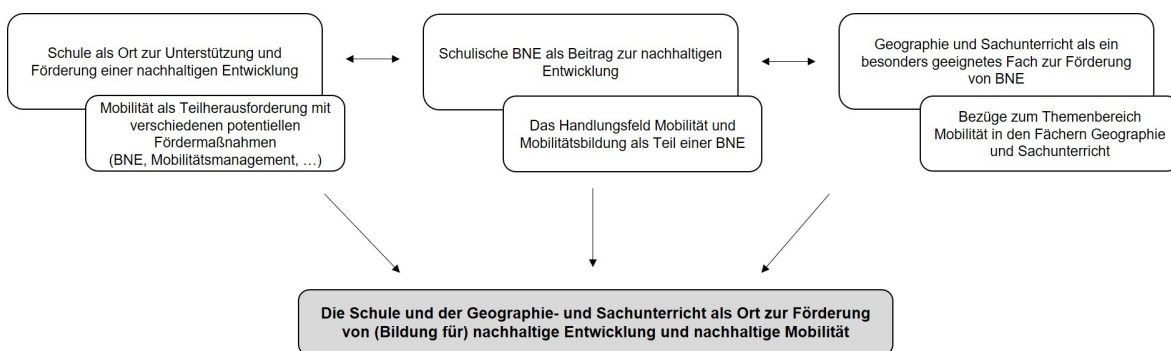 Schule als Ort zur Unterstützung und
Förderung einer nachhaltigen Entwicklung
Mobilität als Teilherausforderung mit
verschiedenen potentiellen
Fördermaßnahmen
(BNE, Mobilitätsmanagement, …)
Schulische BNE als Beitrag zur nachhaltigen
Entwicklung
Das Handlungsfeld Mobilität und
Mobilitätsbildung als Teil einer BNE
Geographie und Sachunterricht als ein
besonders geeignetes Fach zur Förderung
von BNE
Bezüge zum Themenbereich
Mobilität in den Fächern Geographie
und Sachunterricht
Die Schule und der Geographie- und Sachunterricht als Ort zur Förderung
von (Bildung für) nachhaltige Entwicklung und nachhaltige Mobilität